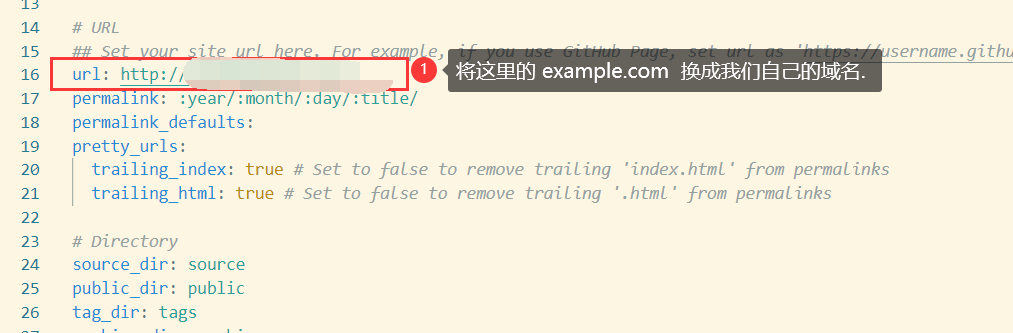 13
14 # URL
15 ## Set your site url here. For example, if you use GitHub Page, set url as 'https://username.githu
16 url: http://
1 将这里的 example.com 换成我们自己的域名.
17 permalink: :year/:month/:day/:title/
18 permalink_defaults:
19 pretty_urls:
20 trailing_index: true # Set to false to remove trailing 'index.html' from permalinks
21 trailing_html: true # Set to false to remove trailing '.html' from permalinks
22
23 # Directory
24 source_dir: source
25 public_dir: public
26 tag_dir: tags